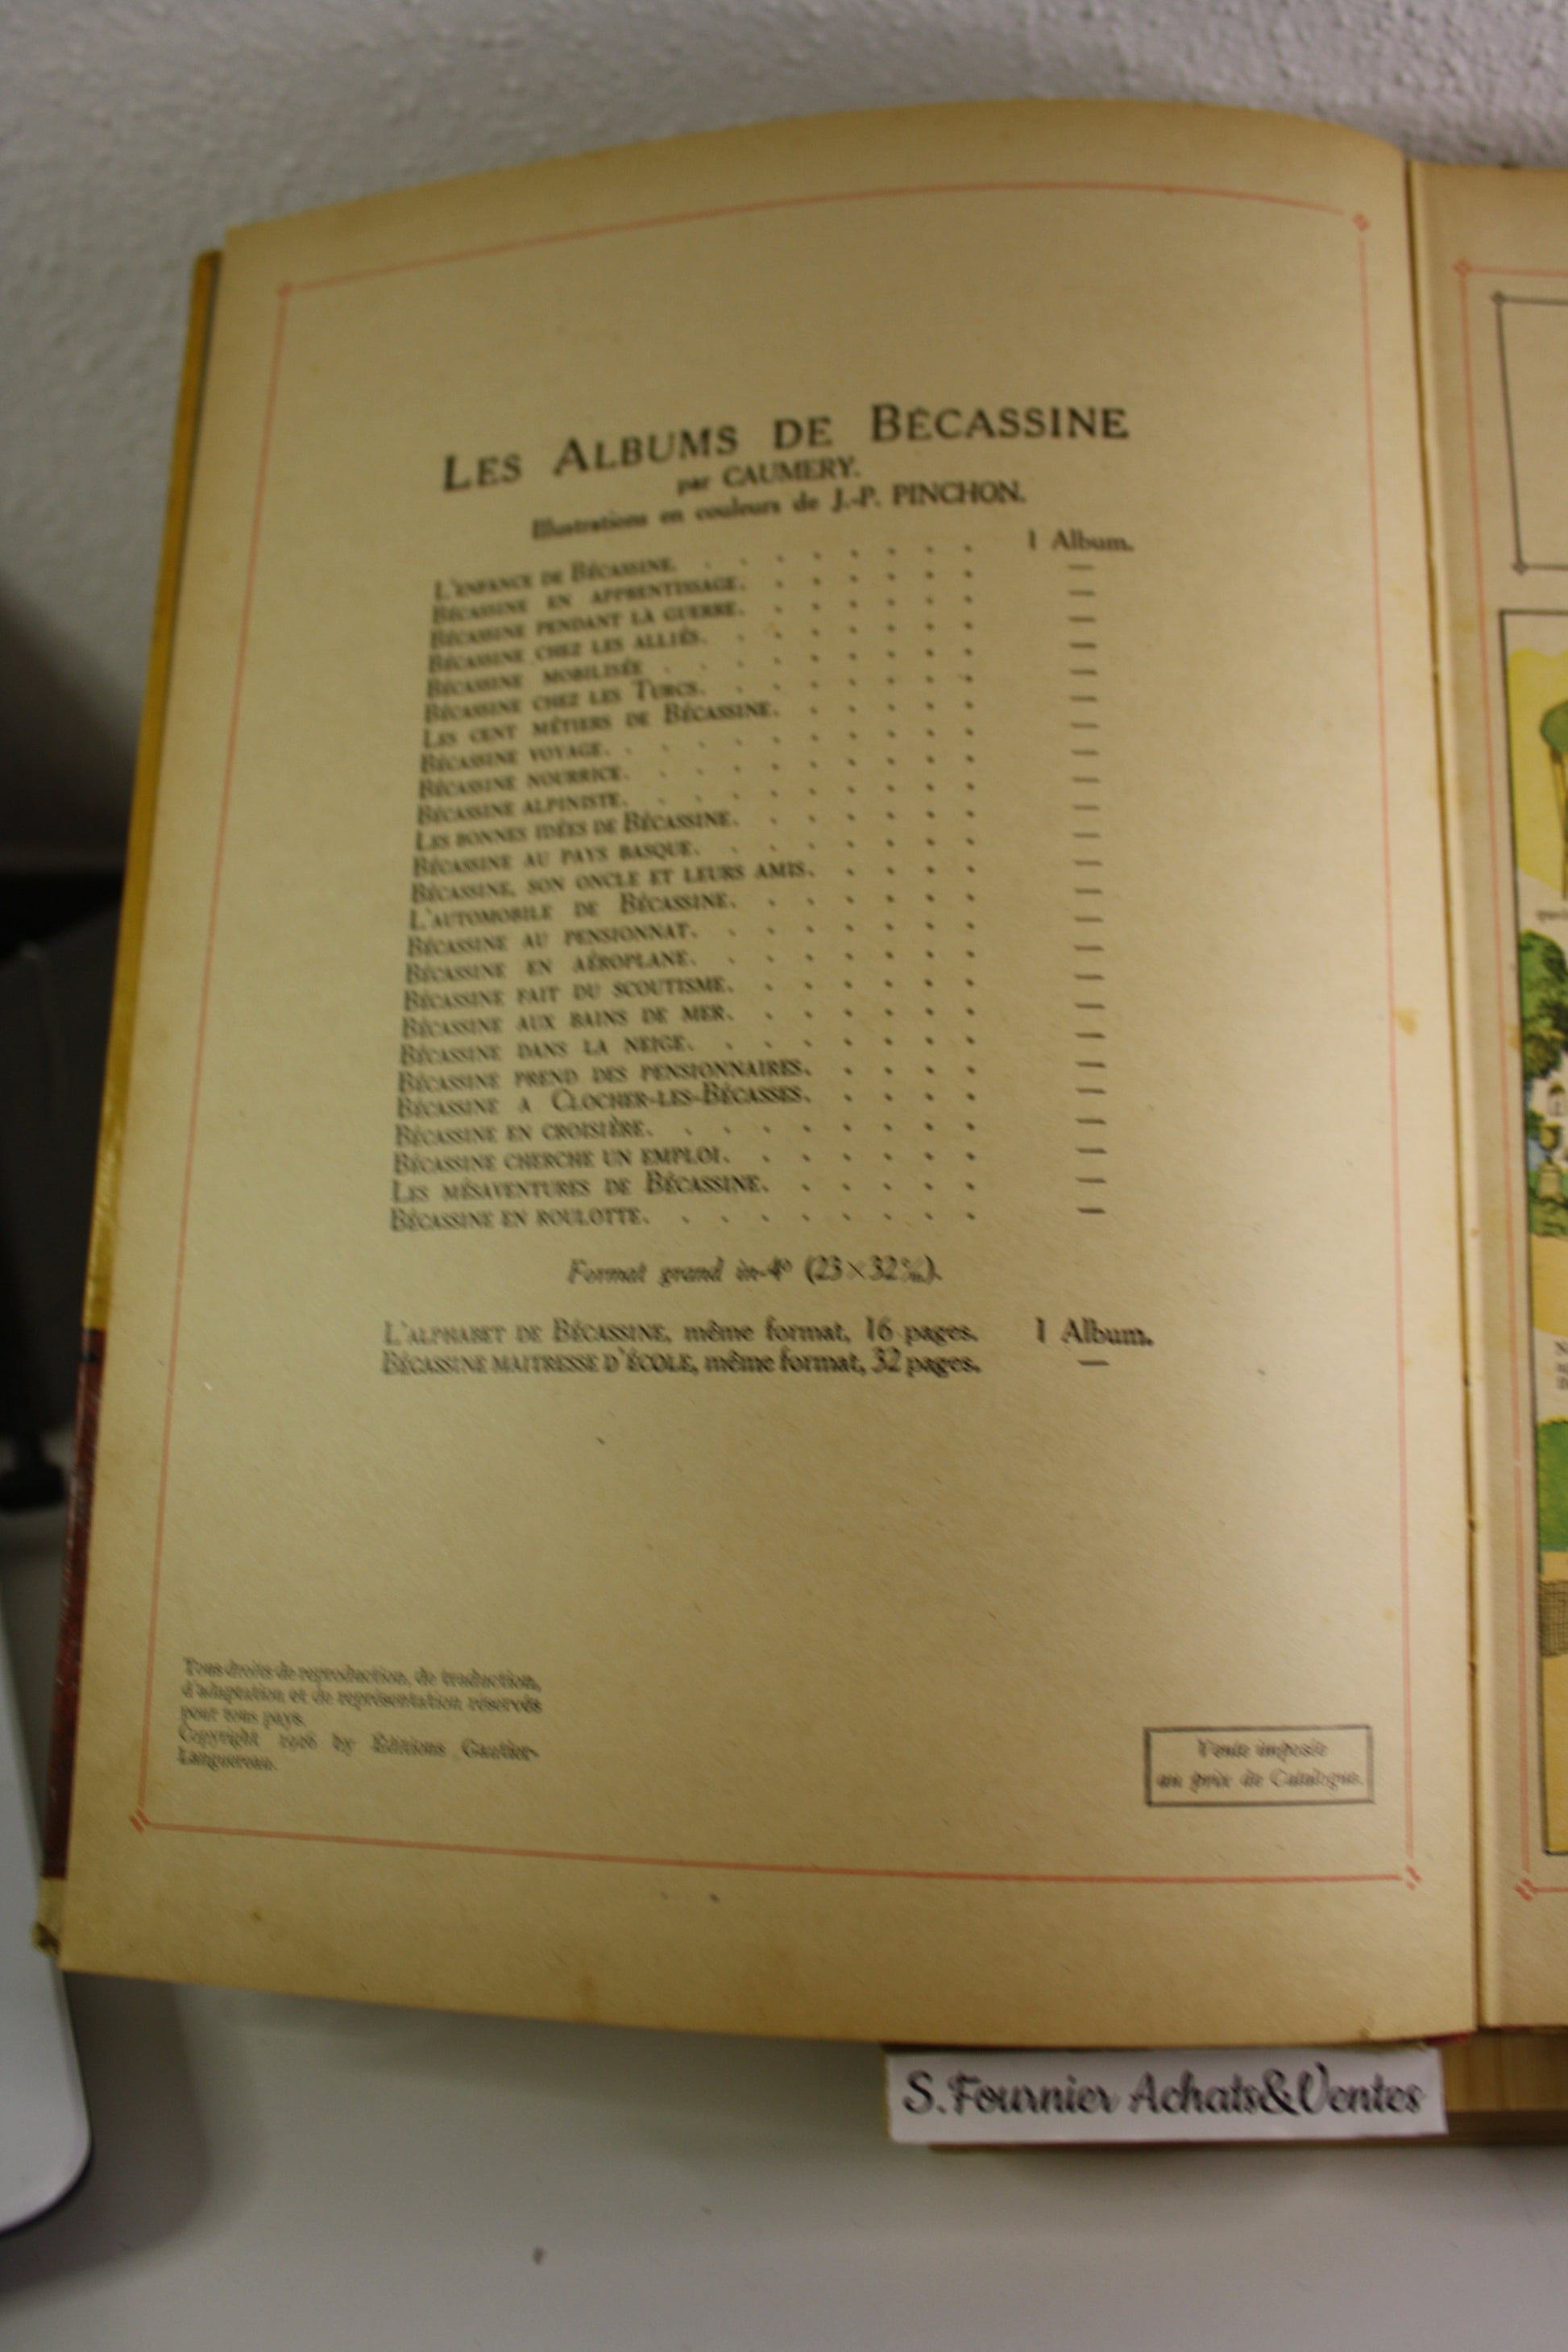 LES ALBUMS DE BÉCASSINE
par CAUMERY.
Illustrations en couleurs de J.-P. PINCHON.
L'ENFANCE DE BÉCASSINE. 1 Album.
BÉCASSINE EN APPRENTISSAGE. —
BÉCASSINE PENDANT LA GUERRE. —
BÉCASSINE CHEZ LES ALLIÉS. —
BÉCASSINE MOBILISÉE —
BÉCASSINE CHEZ LES TURCS. —
LES CENT MÉTIERS DE BÉCASSINE. —
BÉCASSINE VOYAGE. —
BÉCASSINE NOURRICE. —
BÉCASSINE ALPINISTE. —
LES BONNES IDÉES DE BÉCASSINE. —
BÉCASSINE AU PAYS BASQUE. —
BÉCASSINE, SON ONCLE ET LEURS AMIS. —
L'AUTOMOBILE DE BÉCASSINE. —
BÉCASSINE AU PENSIONNAT. —
BÉCASSINE EN AÉROPLANE. —
BÉCASSINE FAIT DU SCOUTISME. —
BÉCASSINE AUX BAINS DE MER. —
BÉCASSINE DANS LA NEIGE. —
BÉCASSINE PREND DES PENSIONNAIRES. —
BÉCASSINE A CLOCHER-LES-BÉCASSES. —
BÉCASSINE EN CROISIÈRE. —
BÉCASSINE CHERCHE UN EMPLOI. —
LES MÉSAVENTURES DE BÉCASSINE. —
BÉCASSINE EN ROULOTTE. —
Format grand in-4° (23×32 c/m).
L'ALPHABET DE BÉCASSINE, même format, 16 pages. 1 Album.
BÉCASSINE MAITRESSE D'ÉCOLE, même format, 32 pages. —
Tous droits de reproduction, de traduction,
d'adaptation et de représentation réservés
pour tous pays.
Copyright by Éditions Gautier-
Languereau.
Vente imposée
au prix de Catalogue.
S.Fournier Achats&Ventes